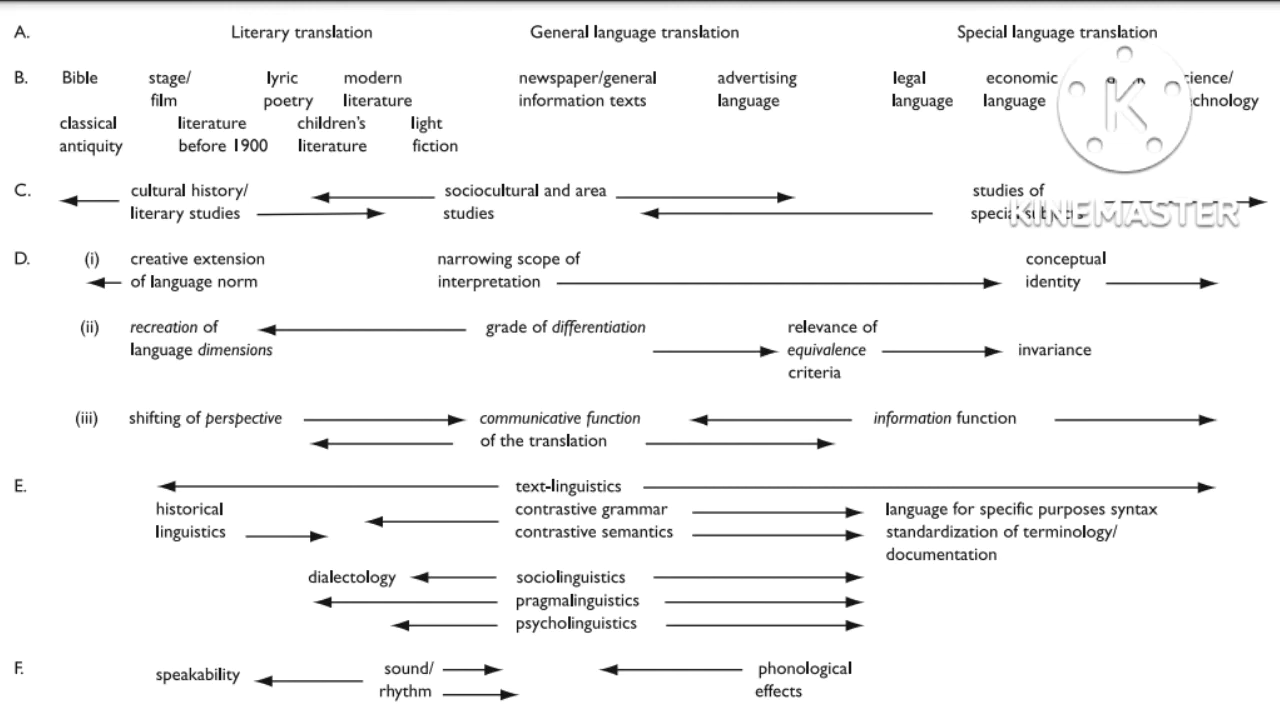 A. Literary translation General language translation Special language translation
B. Bible stage/ lyric modern newspaper/general advertising legal economic
film poetry literature information texts language language language
classical literature children's light
antiquity before 1900 literature fiction
C. cultural history/ sociocultural and area studies of
literary studies studies
KINEMASTER
D. (i) creative extension narrowing scope of conceptual
of language norm interpretation identity
(ii) recreation of grade of differentiation relevance of
language dimensions equivalence invariance
criteria
(iii) shifting of perspective communicative function information function
of the translation
E. text-linguistics
historical contrastive grammar language for specific purposes syntax
linguistics contrastive semantics standardization of terminology/
documentation
dialectology sociolinguistics
pragmalinguistics
psycholinguistics
F. speakability sound/ phonological
rhythm effects
K